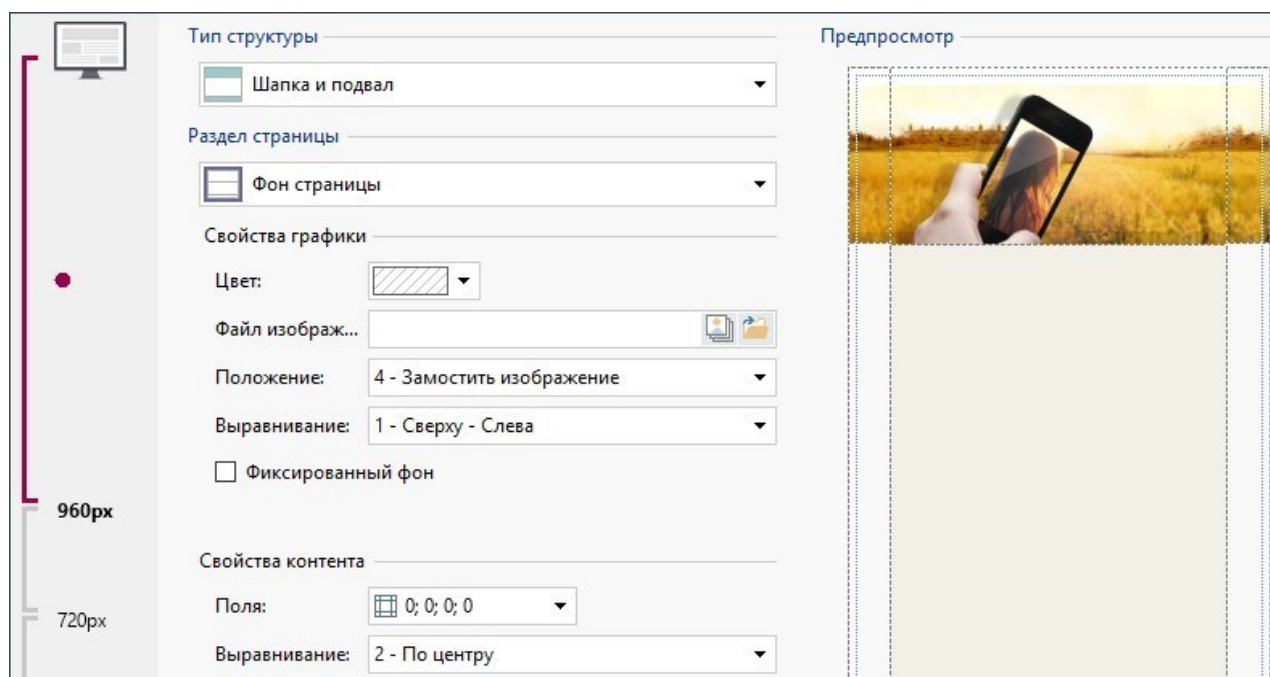 Тип структуры
Предпросмотр
Шапка и подвал
Раздел страницы
Фон страницы
Свойства графики
Цвет:
Файл изображ...
Положение: 4 - Замостить изображение
Выравнивание: 1 - Сверху - Слева
Фиксированный фон
960px
Свойства контента
Поля: 0; 0; 0; 0
720px
Выравнивание: 2 - По центру